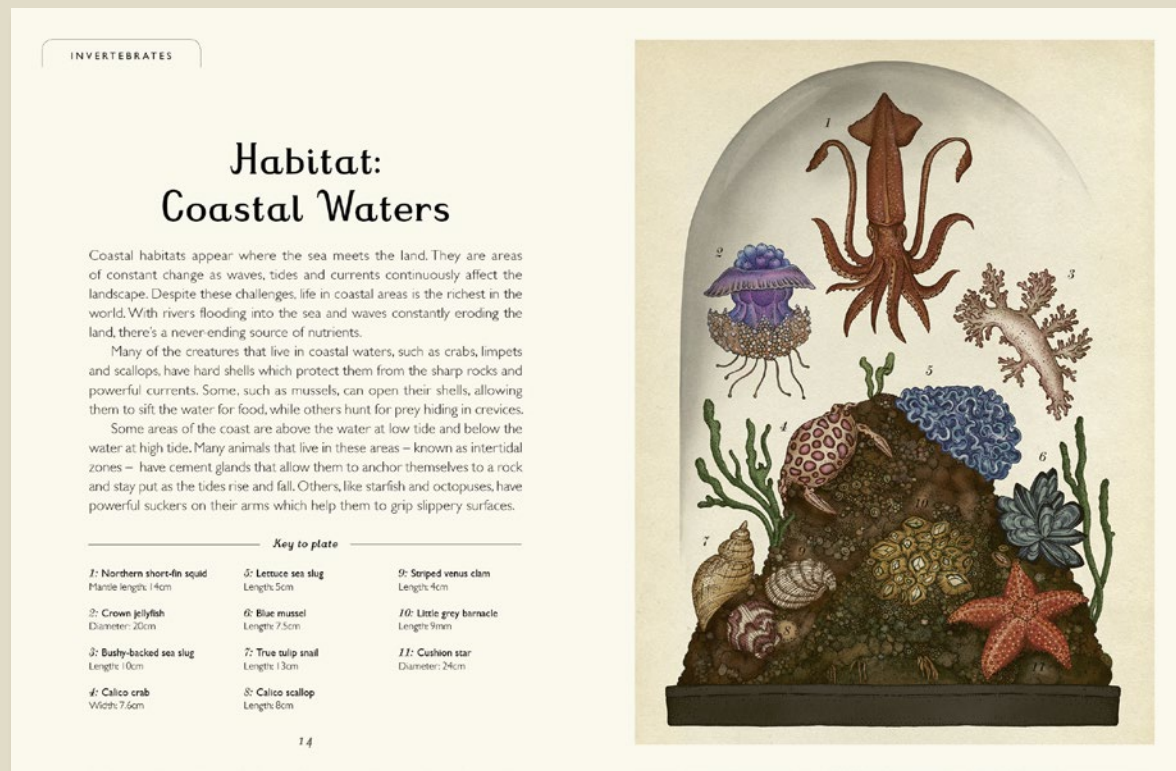 INVERTEBRATES
Habitat:
Coastal Waters
Coastal habitats appear where the sea meets the land. They are areas
of constant change as waves, tides and currents continuously affect the
landscape. Despite these challenges, life in coastal areas is the richest in the
world. With rivers flooding into the sea and waves constantly eroding the
land, there's a never-ending source of nutrients.
Many of the creatures that live in coastal waters, such as crabs, limpets
and scallops, have hard shells which protect them from the sharp rocks and
powerful currents. Some, such as mussels, can open their shells, allowing
them to sift the water for food, while others hunt for prey hiding in crevices.
Some areas of the coast are above the water at low tide and below the
water at high tide. Many animals that live in these areas – known as intertidal
zones – have cement glands that allow them to anchor themselves to a rock
and stay put as the tides rise and fall. Others, like starfish and octopuses, have
powerful suckers on their arms which help them to grip slippery surfaces.
Key to plate
1: Northern short-fin squid
Mantle length: 14cm
2: Crown jellyfish
Diameter: 20cm
3: Bushy-backed sea slug
Length: 10cm
4: Calico crab
Width: 7.6cm
5: Lettuce sea slug
Length: 5cm
6: Blue mussel
Length: 7.5cm
7: True tulip snail
Length: 13cm
8: Calico scallop
Length: 8cm
9: Striped venus clam
Length: 4cm
10: Little grey barnacle
Length: 9mm
11: Cushion star
Diameter: 24cm
14
1
2
3
5
4
6
10
7
9
8
11